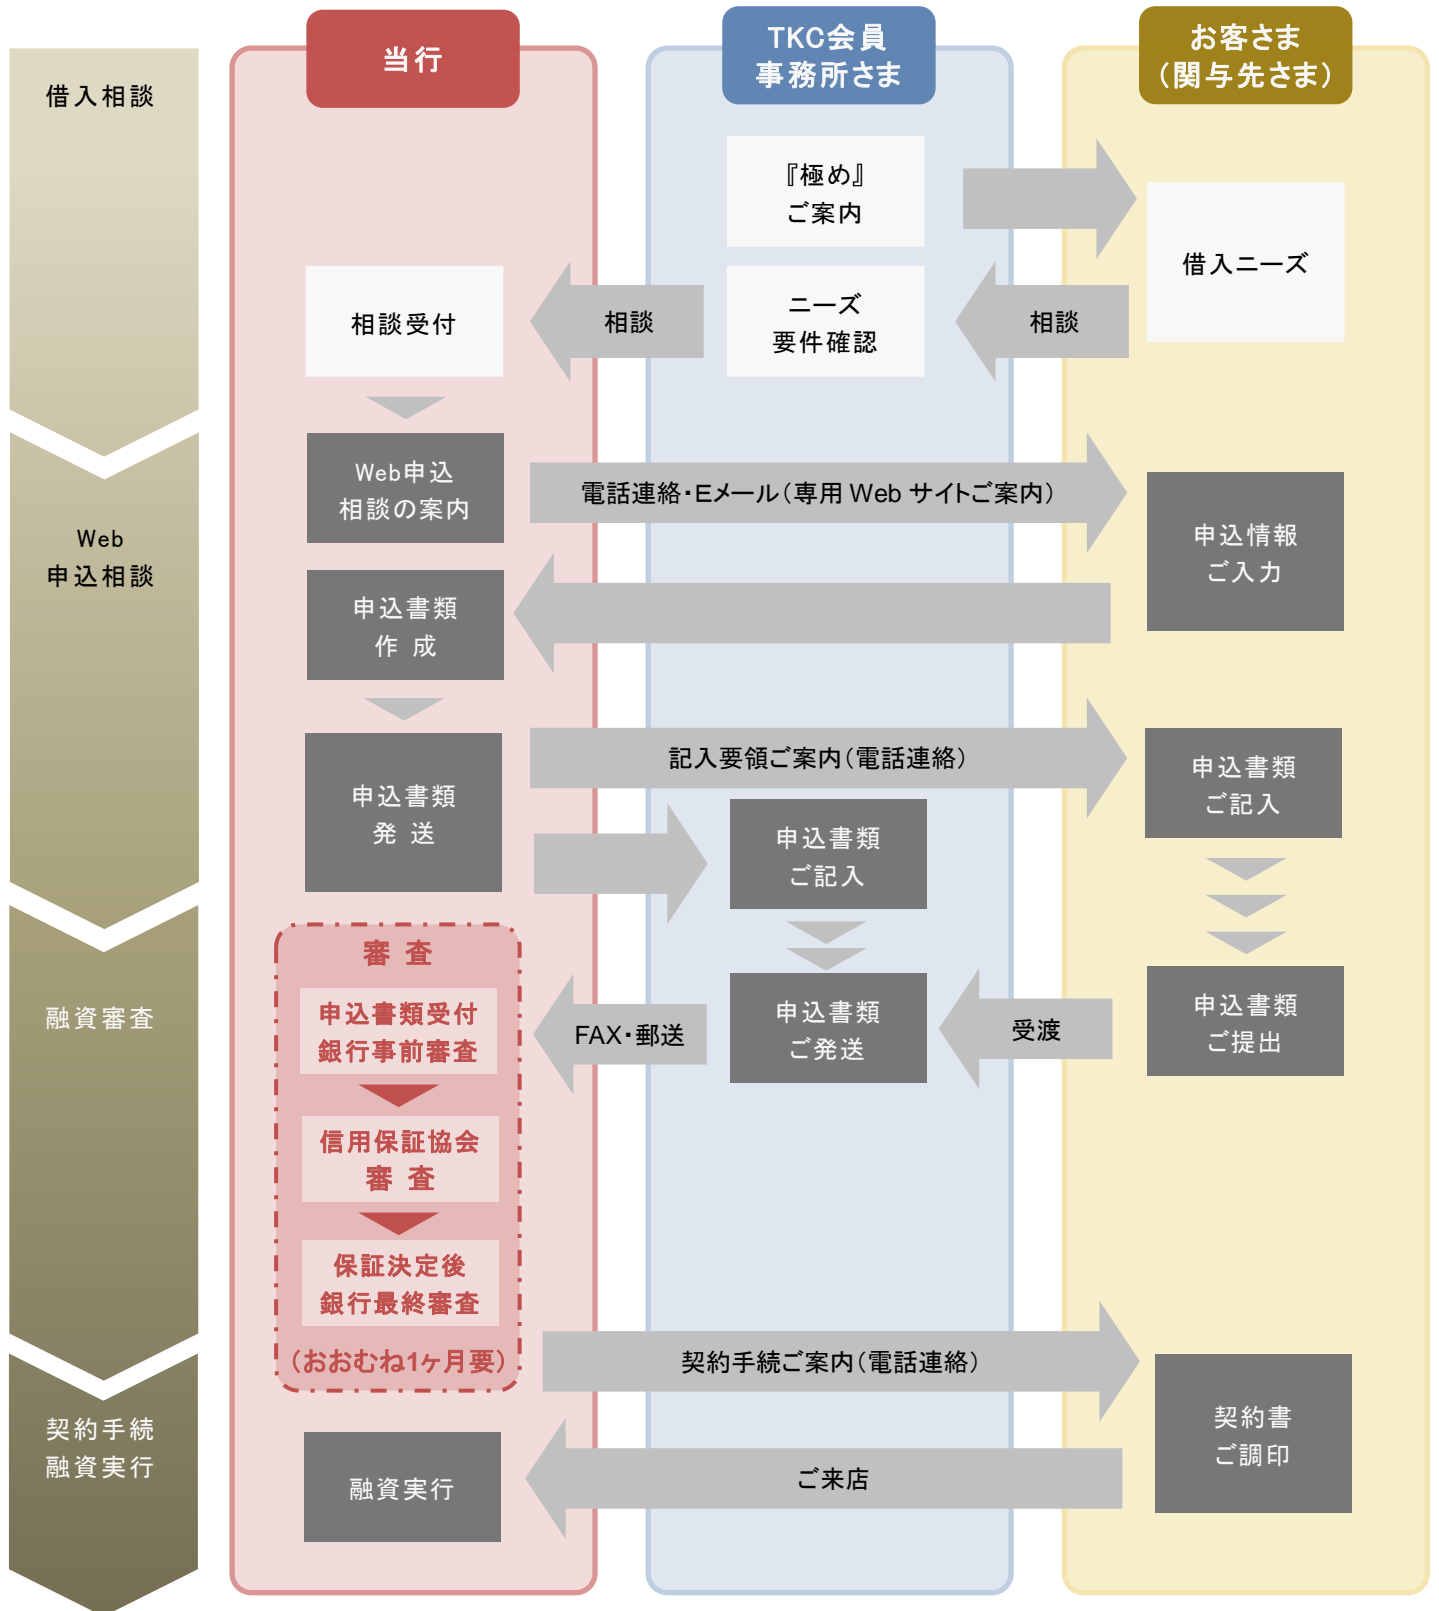 当行
TKC会員
事務所さま
お客さま
（関与先さま）
借入相談
『極め』
ご案内
借入ニーズ
相談受付
相談
ニーズ
要件確認
相談
Web
申込相談
Web申込
相談の案内
電話連絡・Eメール（専用 Web サイトご案内）
申込情報
ご入力
申込書類
作 成
申込書類
発 送
記入要領ご案内（電話連絡）
申込書類
ご記入
申込書類
ご記入
融資審査
審 査
申込書類受付
銀行事前審査
FAX・郵送
申込書類
ご発送
受渡
申込書類
ご提出
信用保証協会
審 査
保証決定後
銀行最終審査
（おおむね1ヶ月要）
契約手続ご案内（電話連絡）
契約手続
融資実行
契約書
ご調印
融資実行
ご来店